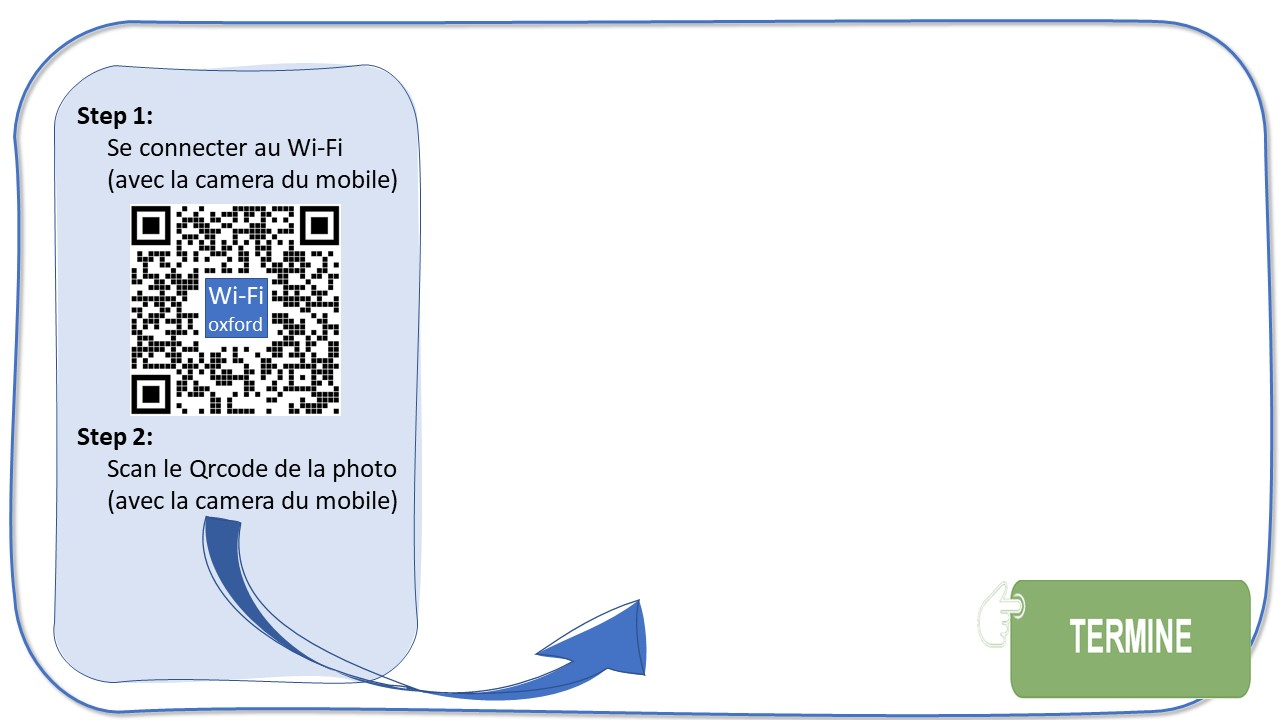 Step 1:
Se connecter au Wi-Fi
(avec la camera du mobile)
Wi-Fi
oxford
Step 2:
Scan le Qrcode de la photo
(avec la camera du mobile)
TERMINE